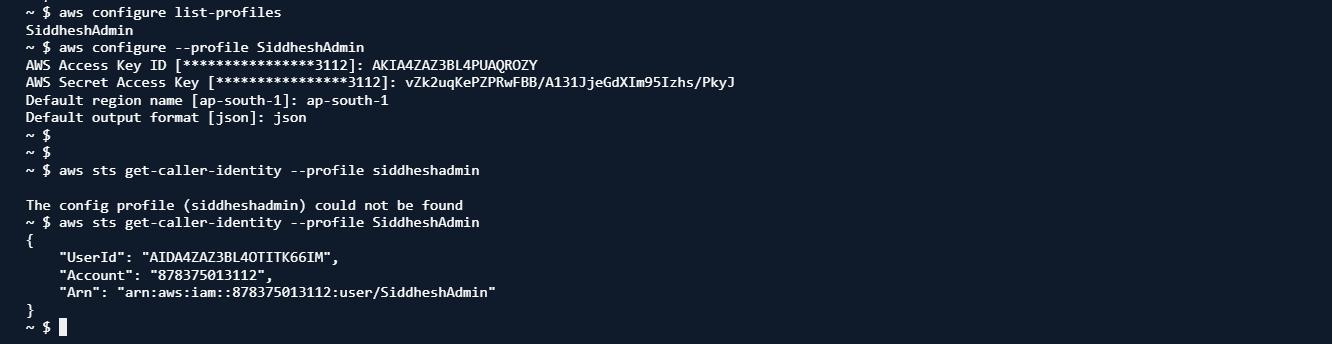 ~ $ aws configure list-profiles
SiddheshAdmin
~ $ aws configure --profile SiddheshAdmin
AWS Access Key ID [****************3112]: AKIA4ZAZ3BL4PUAQROZY
AWS Secret Access Key [****************3112]: 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
Default region name [ap-south-1]: ap-south-1
Default output format [json]: json
~ $
~ $
~ $ aws sts get-caller-identity --profile siddheshadmin
The config profile (siddheshadmin) could not be found
~ $ aws sts get-caller-identity --profile SiddheshAdmin
{
    "UserId": "AIDA4ZAZ3BL4OTITK66IM",
    "Account": "878375013112",
    "Arn": "arn:aws:iam::878375013112:user/SiddheshAdmin"
}
~ $